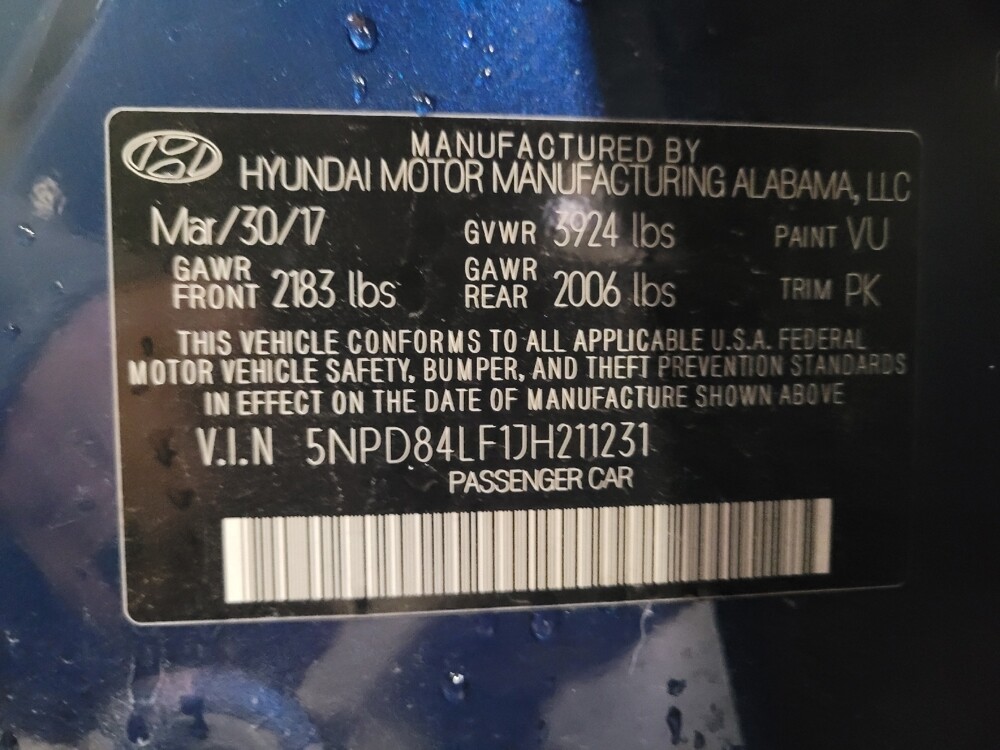 MANUFACTURED BY
HYUNDAI MOTOR MANUFACTURING ALABAMA, LLC
Mar/30/17 GVWR 3924 lbs PAINT VU
GAWR FRONT 2183 lbs GAWR REAR 2006 lbs TRIM PK
THIS VEHICLE CONFORMS TO ALL APPLICABLE U.S.A. FEDERAL
MOTOR VEHICLE SAFETY, BUMPER, AND THEFT PREVENTION STANDARDS
IN EFFECT ON THE DATE OF MANUFACTURE SHOWN ABOVE
V.I.N 5NPD84LF1JH211231
PASSENGER CAR